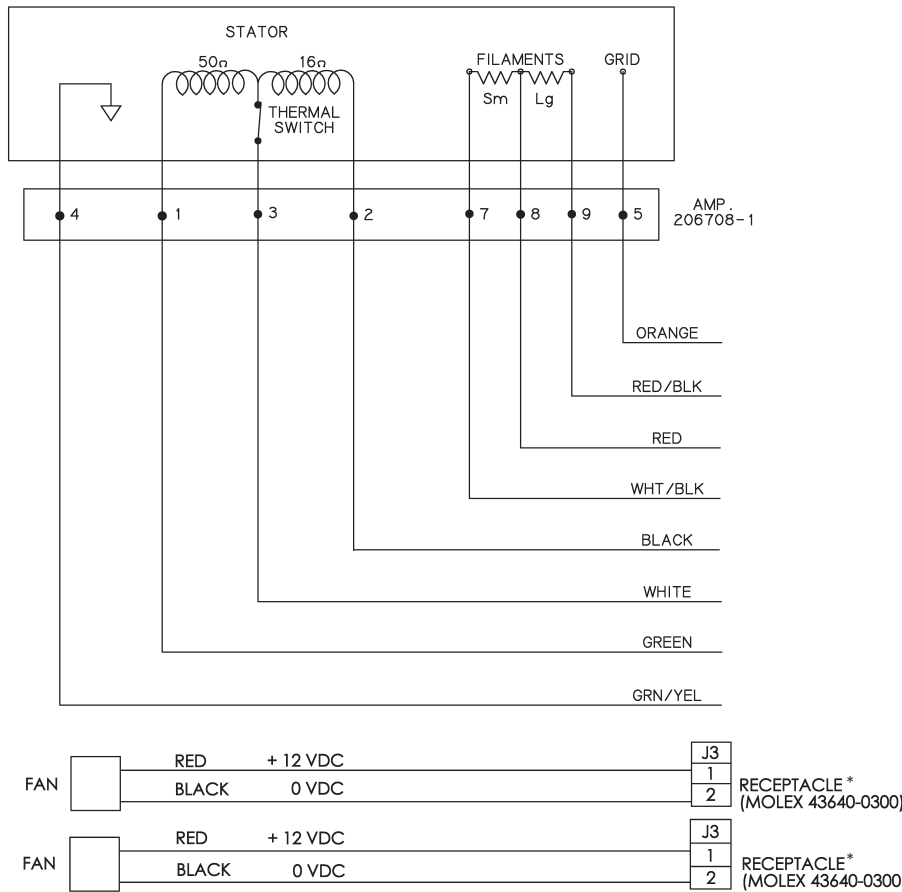 STATOR
50Ω 16Ω FILAMENTS GRID
THERMAL
SWITCH
Sm Lg
4 1 3 2 7 8 9 5
AMP.
206708-1
ORANGE
RED/BLK
RED
WHT/BLK
BLACK
WHITE
GREEN
GRN/YEL
FAN
RED + 12 VDC
BLACK 0 VDC
J3
1
2
RECEPTACLE*
(MOLEX 43640-0300)
FAN
RED + 12 VDC
BLACK 0 VDC
J3
1
2
RECEPTACLE*
(MOLEX 43640-0300